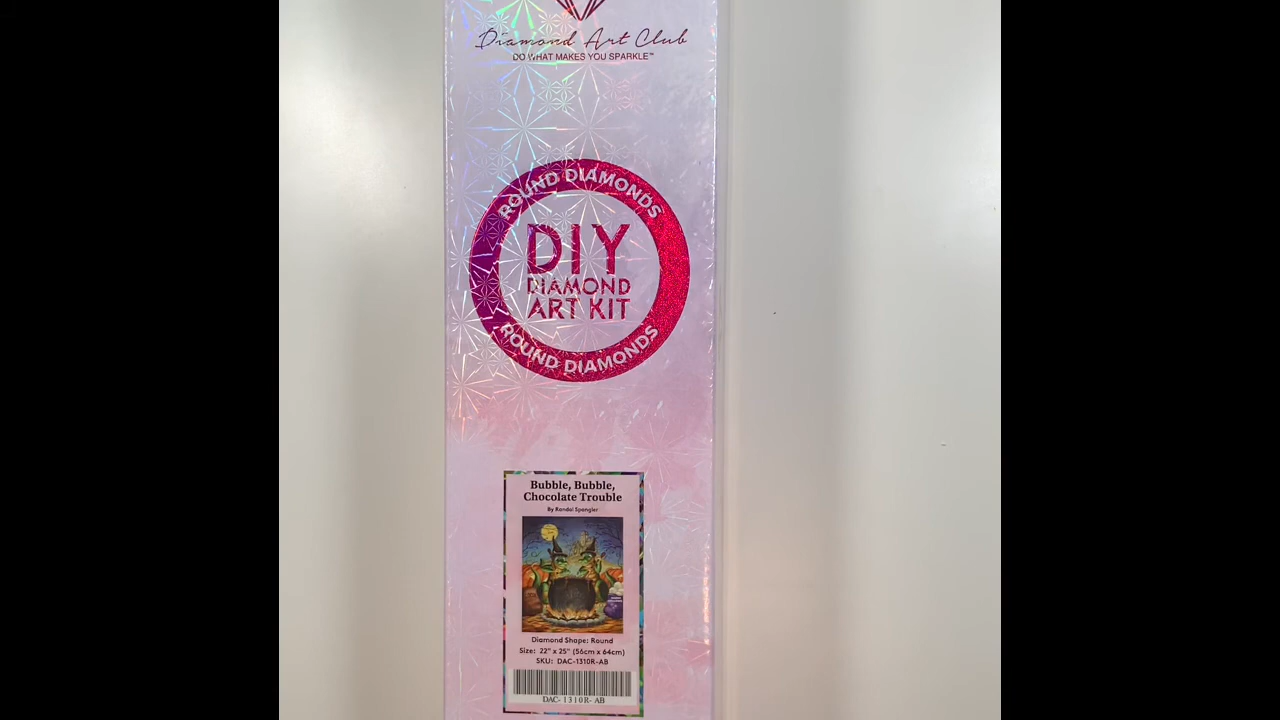 Diamond Art Club
DO WHAT MAKES YOU SPARKLE™
ROUND DIAMONDS
DIY
DIAMOND
ART KIT
ROUND DIAMONDS
Bubble, Bubble,
Chocolate Trouble
By Randal Spangler
Diamond Shape: Round
Size: 22" x 25" (56cm x 64cm)
SKU: DAC-1310R-AB
DAC-1310R-AB